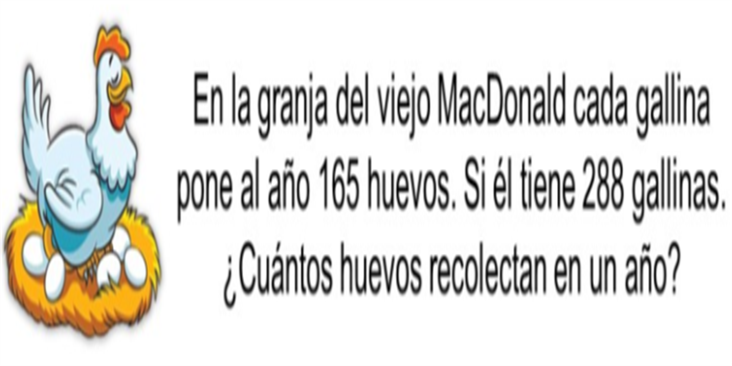 En la granja del viejo MacDonald cada gallina
pone al año 165 huevos. Si él tiene 288 gallinas.
¿Cuántos huevos recolectan en un año?